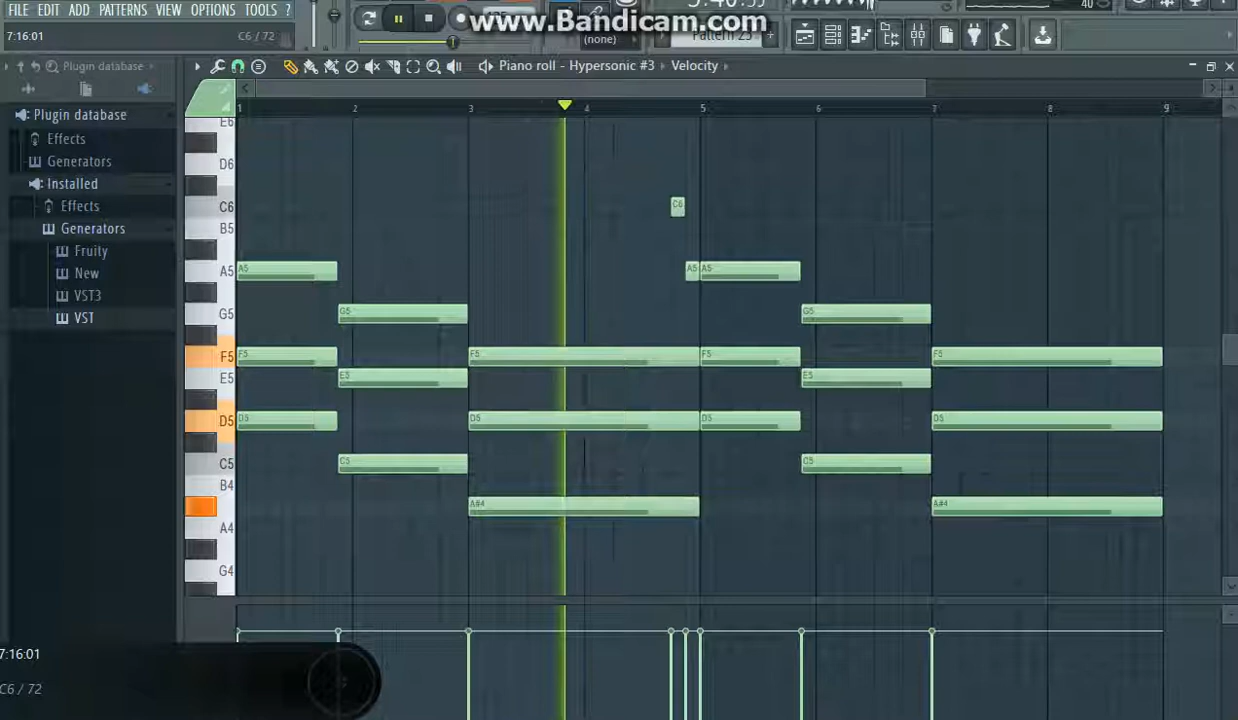 FILE EDIT ADD PATTERNS VIEW OPTIONS TOOLS ?
www.Bandicam.com
40
7:16:01
C6 / 72
(none)
Pattern 25
Plugin database
Piano roll - Hypersonic #3 Velocity
1 2 3 4 5 6 7 8 9
Plugin database
Effects
Generators
Installed
Effects
Generators
Fruity
New
VST3
VST
E6
D6
C6
C6
B5
A5
A5
A5
A5
G5
G5
G5
F5
F5
F5
F5
F5
E5
E5
E5
D5
D5
D5
D5
D5
C5
C5
B4
A#4
A#4
A4
G4
7:16:01
C6 / 72